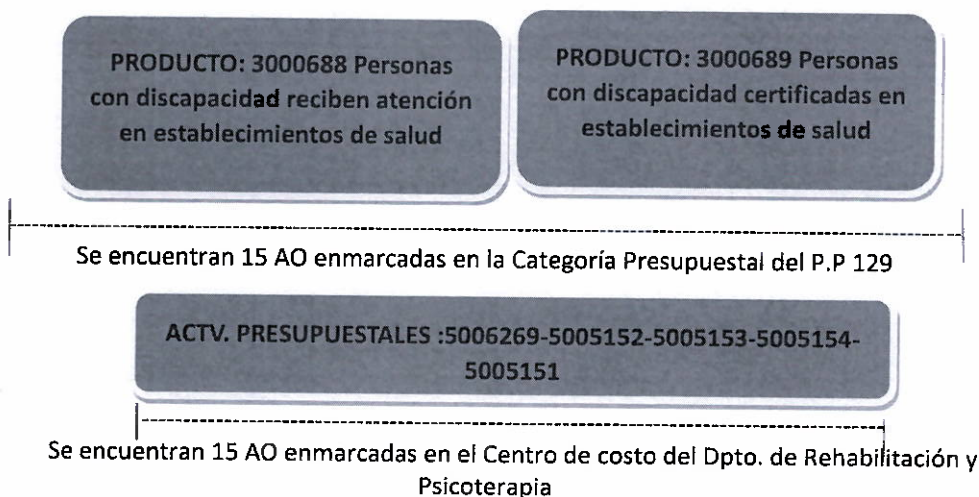 PRODUCTO: 3000688 Personas
con discapacidad reciben atención
en establecimientos de salud
PRODUCTO: 3000689 Personas
con discapacidad certificadas en
establecimientos de salud
Se encuentran 15 AO enmarcadas en la Categoría Presupuestal del P.P 129
ACTV. PRESUPUESTALES :5006269-5005152-5005153-5005154-
5005151
Se encuentran 15 AO enmarcadas en el Centro de costo del Dpto. de Rehabilitación y
Psicoterapia